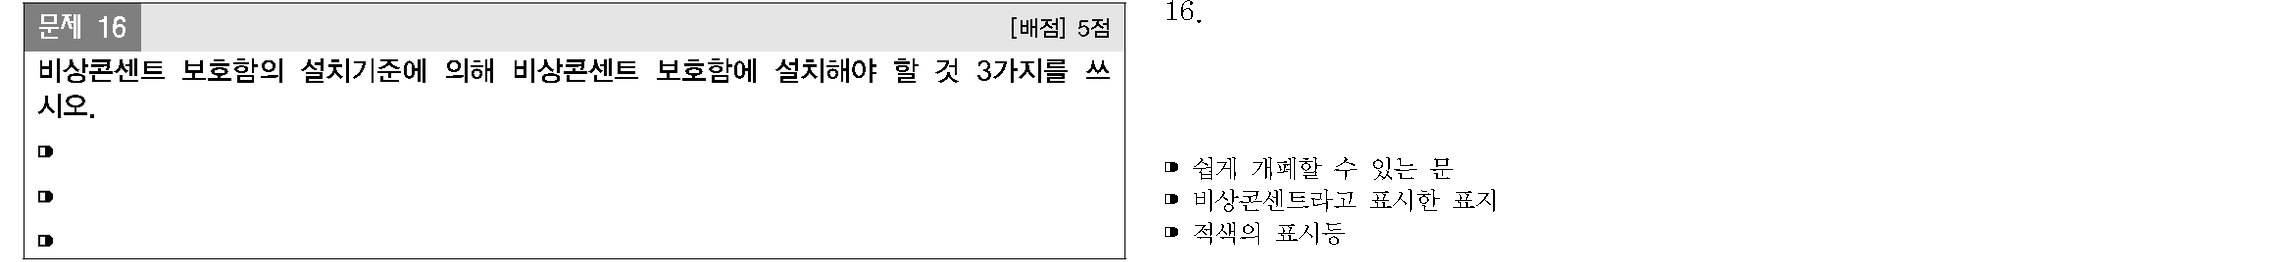 문제 16
[배점] 5점
비상콘센트 보호함의 설치기준에 의해 비상콘센트 보호함에 설치해야 할 것 3가지를 쓰
시오.
16.
쉽게 개폐할 수 있는 문
비상콘센트라고 표시한 표지
적색의 표시등